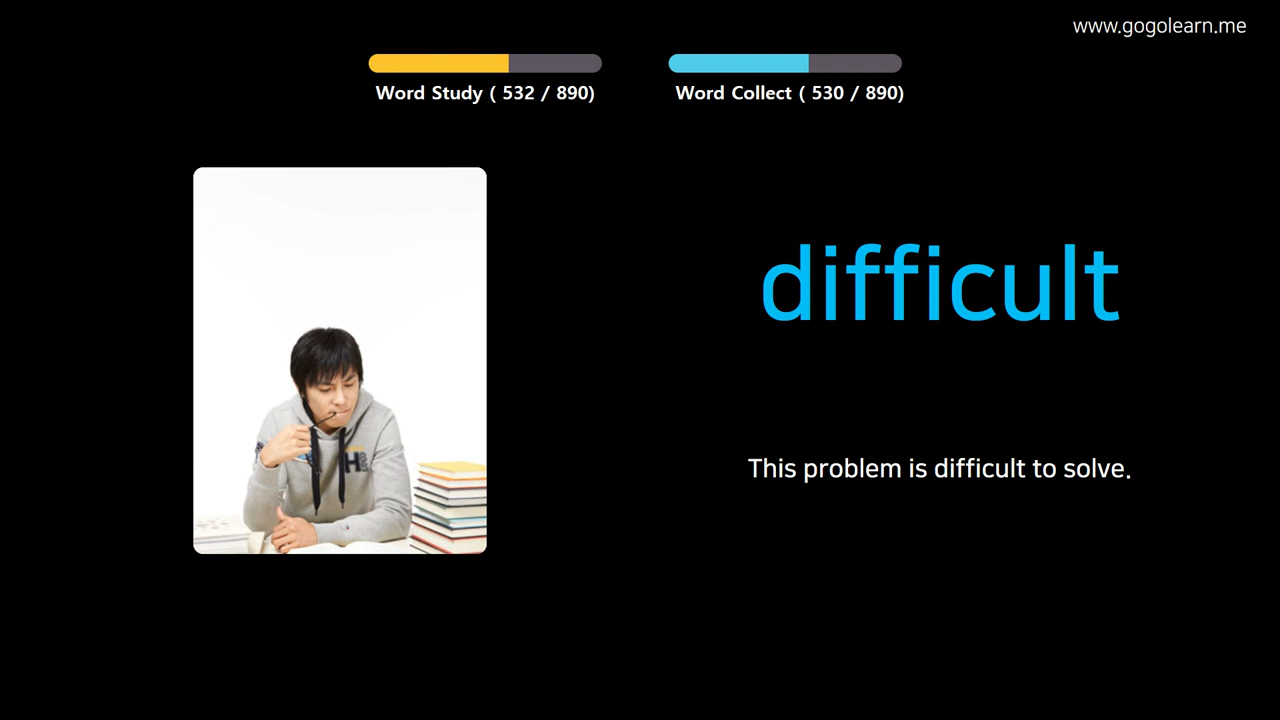 www.gogolearn.me
Word Study ( 532 / 890)
Word Collect ( 530 / 890)
difficult
This problem is difficult to solve.
H